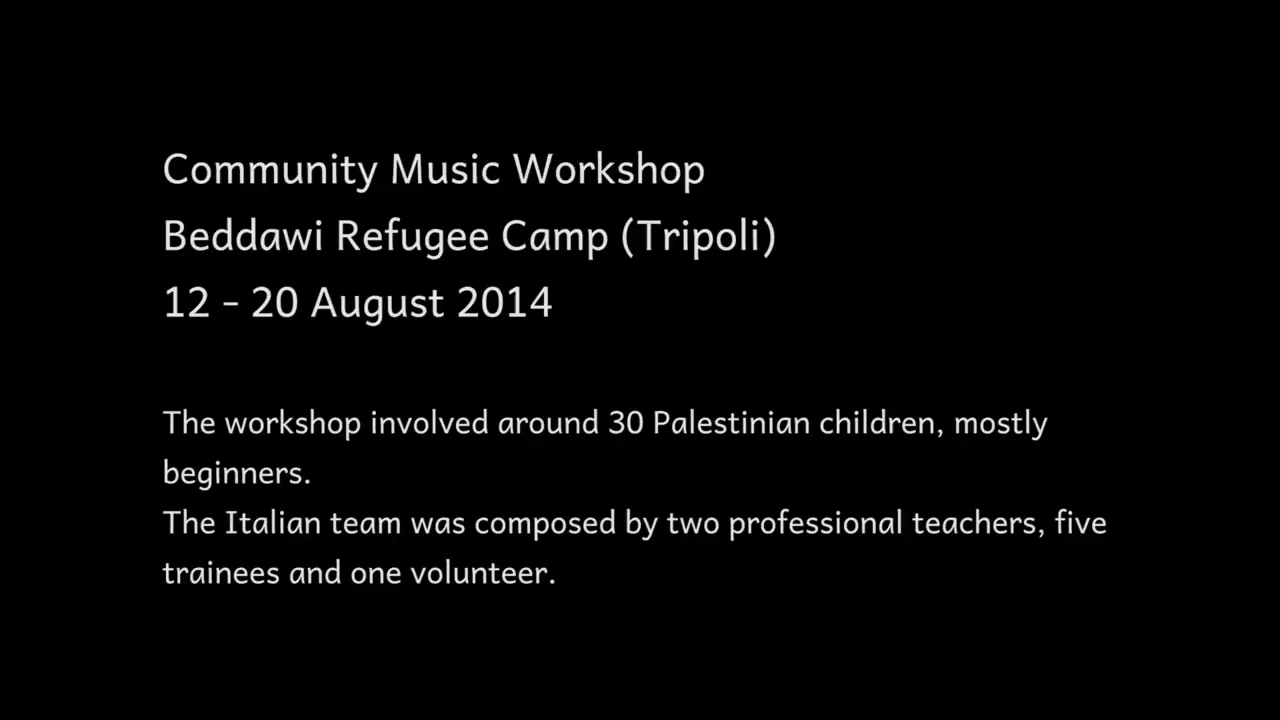 Community Music Workshop
Beddawi Refugee Camp (Tripoli)
12 - 20 August 2014
The workshop involved around 30 Palestinian children, mostly
beginners.
The Italian team was composed by two professional teachers, five
trainees and one volunteer.